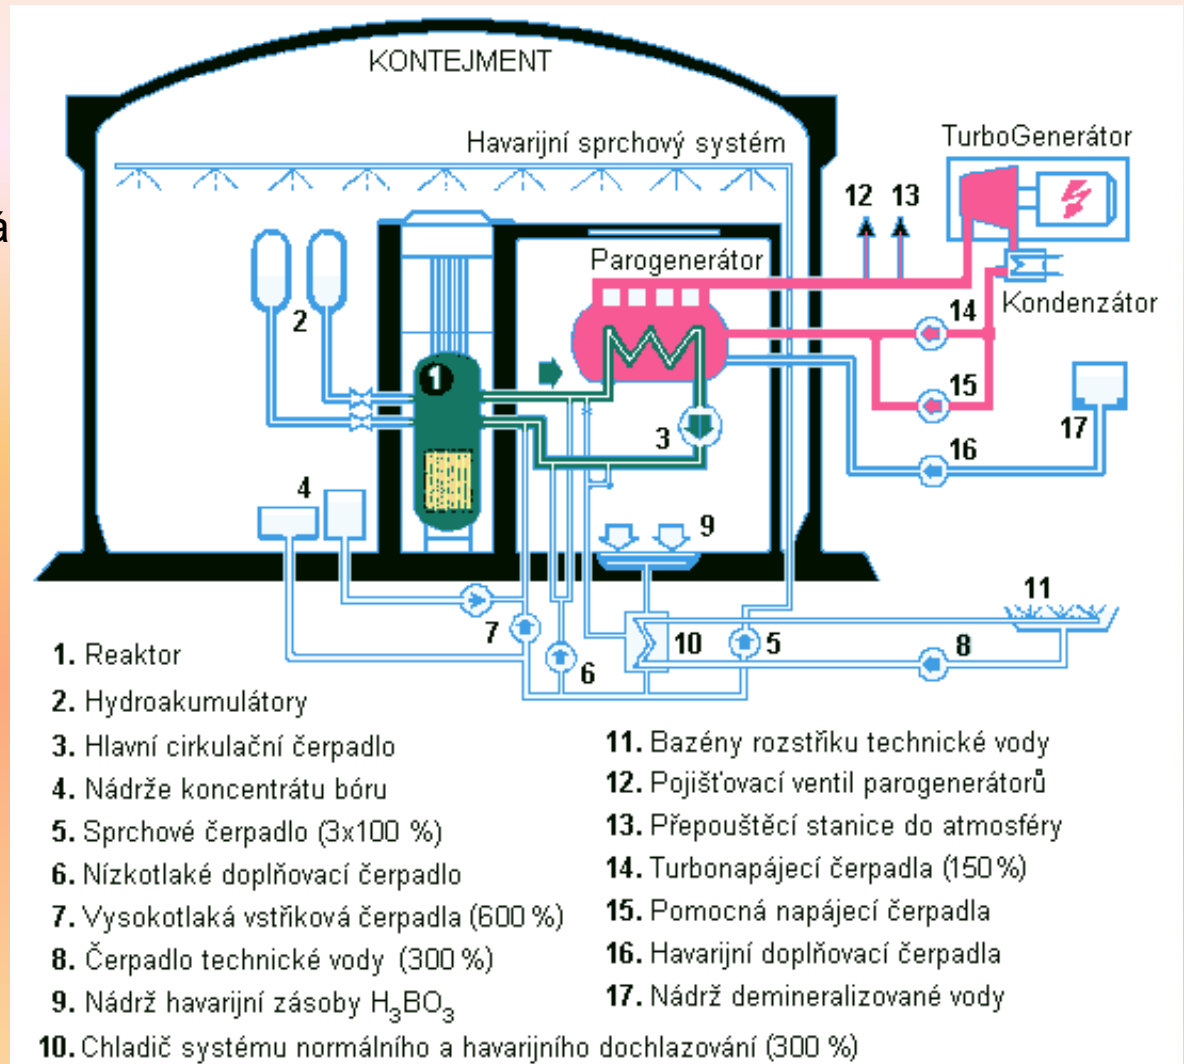 KONTEJMENT
Havarijní sprchový systém
TurboGenerátor
12 13
á
Parogenerátor
Kondenzátor
2
14
1
15
3
17
16
4
9
11
7
6
10
5
8
1. Reaktor
2. Hydroakumulátory
3. Hlavní cirkulační čerpadlo
4. Nádrže koncentrátu bóru
5. Sprchové čerpadlo (3x100 %)
6. Nízkotlaké doplňovací čerpadlo
7. Vysokotlaká vstřiková čerpadla (600 %)
8. Čerpadlo technické vody (300 %)
9. Nádrž havarijní zásoby H₃BO₃
10. Chladič systému normálního a havarijního dochlazování (300 %)
11. Bazény rozstřiku technické vody
12. Pojišťovací ventil parogenerátorů
13. Přepouštěcí stanice do atmosféry
14. Turbonapájecí čerpadla (150 %)
15. Pomocná napájecí čerpadla
16. Havarijní doplňovací čerpadla
17. Nádrž demineralizované vody